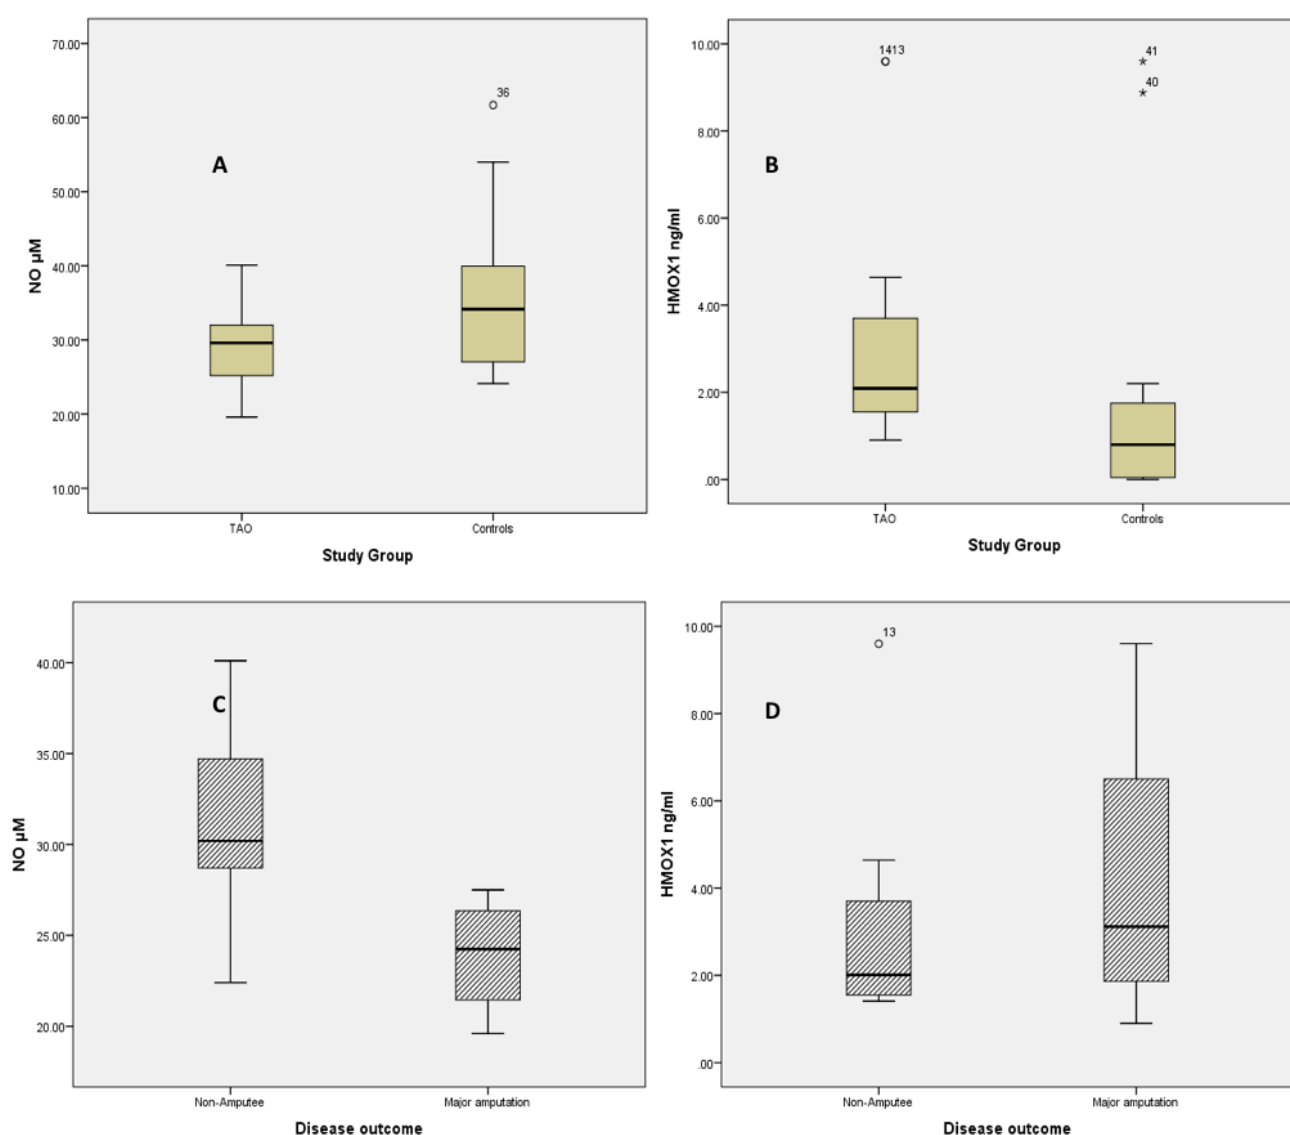 70.00
60.00
50.00
40.00
30.00
20.00
10.00
NO µM
A
36
TAO
Controls
Study Group
10.00
8.00
6.00
4.00
2.00
.00
HMOX1 ng/ml
B
1413
41
40
TAO
Controls
Study Group
40.00
35.00
30.00
25.00
20.00
NO µM
C
Non-Amputee
Major amputation
Disease outcome
10.00
8.00
6.00
4.00
2.00
.00
HMOX1 ng/ml
D
13
Non-Amputee
Major amputation
Disease outcome